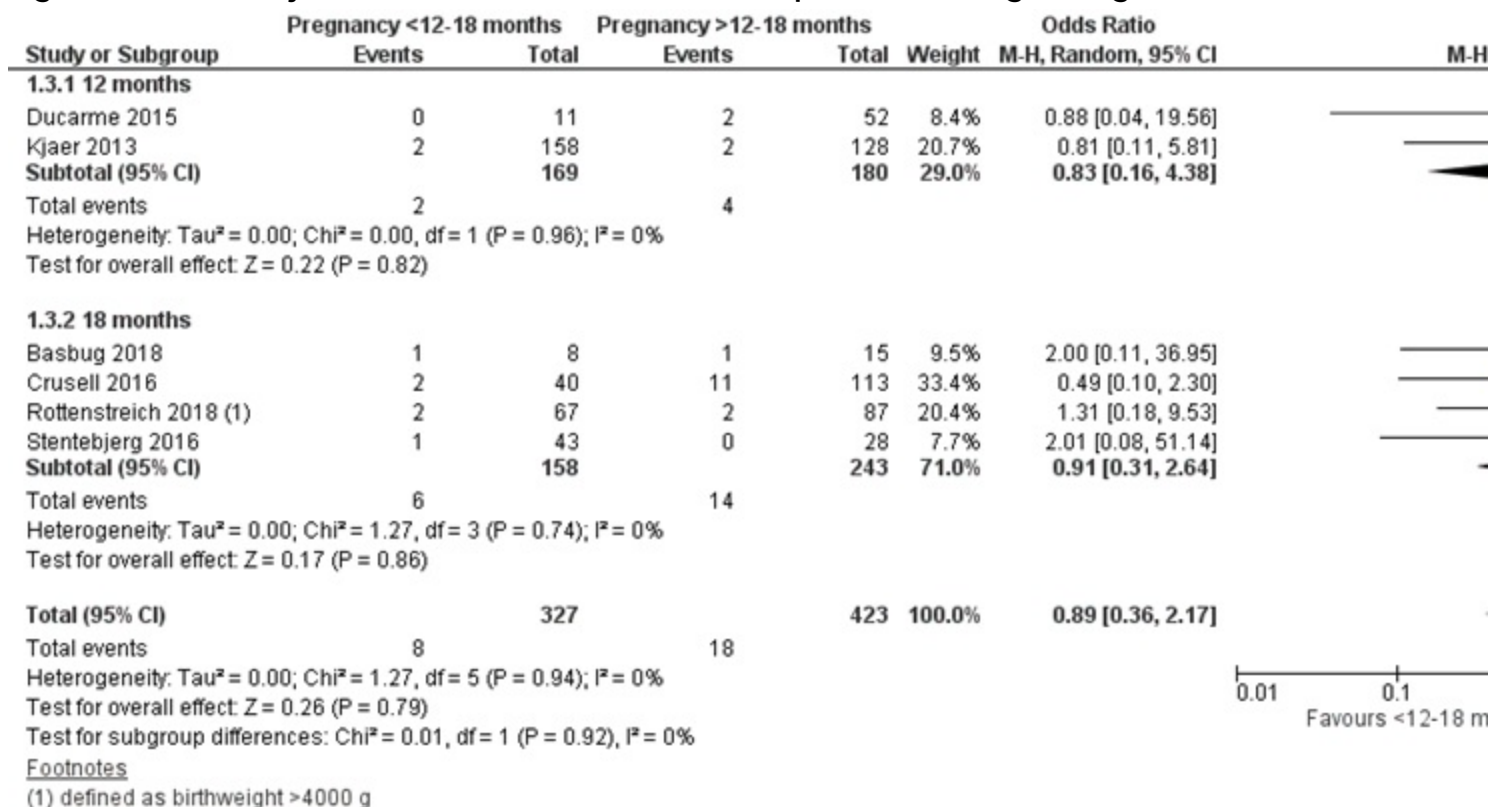 Pregnancy <12-18 months Pregnancy >12-18 months Odds Ratio
Study or Subgroup Events Total Events Total Weight M-H, Random, 95% CI M-H
1.3.1 12 months
Ducarme 2015 0 11 2 52 8.4% 0.88 [0.04, 19.56]
Kjaer 2013 2 158 2 128 20.7% 0.81 [0.11, 5.81]
Subtotal (95% CI) 169 180 29.0% 0.83 [0.16, 4.38]
Total events 2 4
Heterogeneity: Tau² = 0.00; Chi² = 0.00, df = 1 (P = 0.96); I² = 0%
Test for overall effect: Z = 0.22 (P = 0.82)
1.3.2 18 months
Basbug 2018 1 8 1 15 9.5% 2.00 [0.11, 36.95]
Crusell 2016 2 40 11 113 33.4% 0.49 [0.10, 2.30]
Rottenstreich 2018 (1) 2 67 2 87 20.4% 1.31 [0.18, 9.53]
Stentebjerg 2016 1 43 0 28 7.7% 2.01 [0.08, 51.14]
Subtotal (95% CI) 158 243 71.0% 0.91 [0.31, 2.64]
Total events 6 14
Heterogeneity: Tau² = 0.00; Chi² = 1.27, df = 3 (P = 0.74); I² = 0%
Test for overall effect: Z = 0.17 (P = 0.86)
Total (95% CI) 327 423 100.0% 0.89 [0.36, 2.17]
Total events 8 18
Heterogeneity: Tau² = 0.00; Chi² = 1.27, df = 5 (P = 0.94); I² = 0%
Test for overall effect: Z = 0.26 (P = 0.79)
Test for subgroup differences: Chi² = 0.01, df = 1 (P = 0.92), I² = 0%
0.01 0.1
Favours <12-18 m
Footnotes
(1) defined as birthweight >4000 g